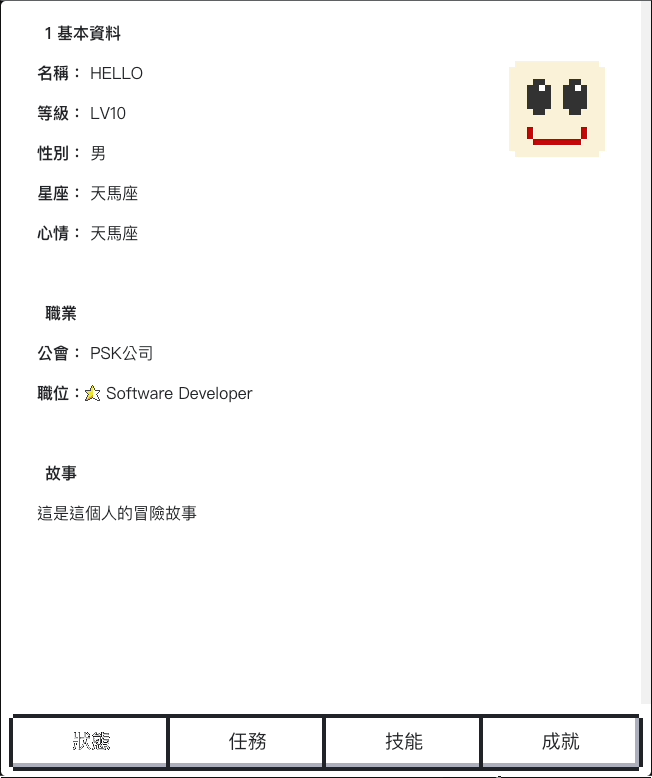 1 基本資料
名稱： HELLO
等級： LV10
性別： 男
星座： 天馬座
心情： 天馬座
職業
公會： PSK公司
職位：⭐ Software Developer
故事
這是這個人的冒險故事
狀態 任務 技能 成就